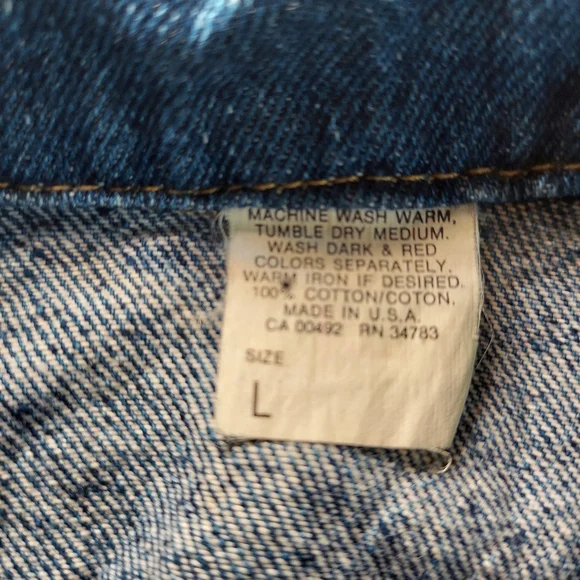 MACHINE WASH WARM,
TUMBLE DRY MEDIUM.
WASH DARK & RED
COLORS SEPARATELY.
WARM IRON IF DESIRED.
100% COTTON/COTON.
MADE IN U.S.A.
CA 00492 RN 34783
SIZE
L